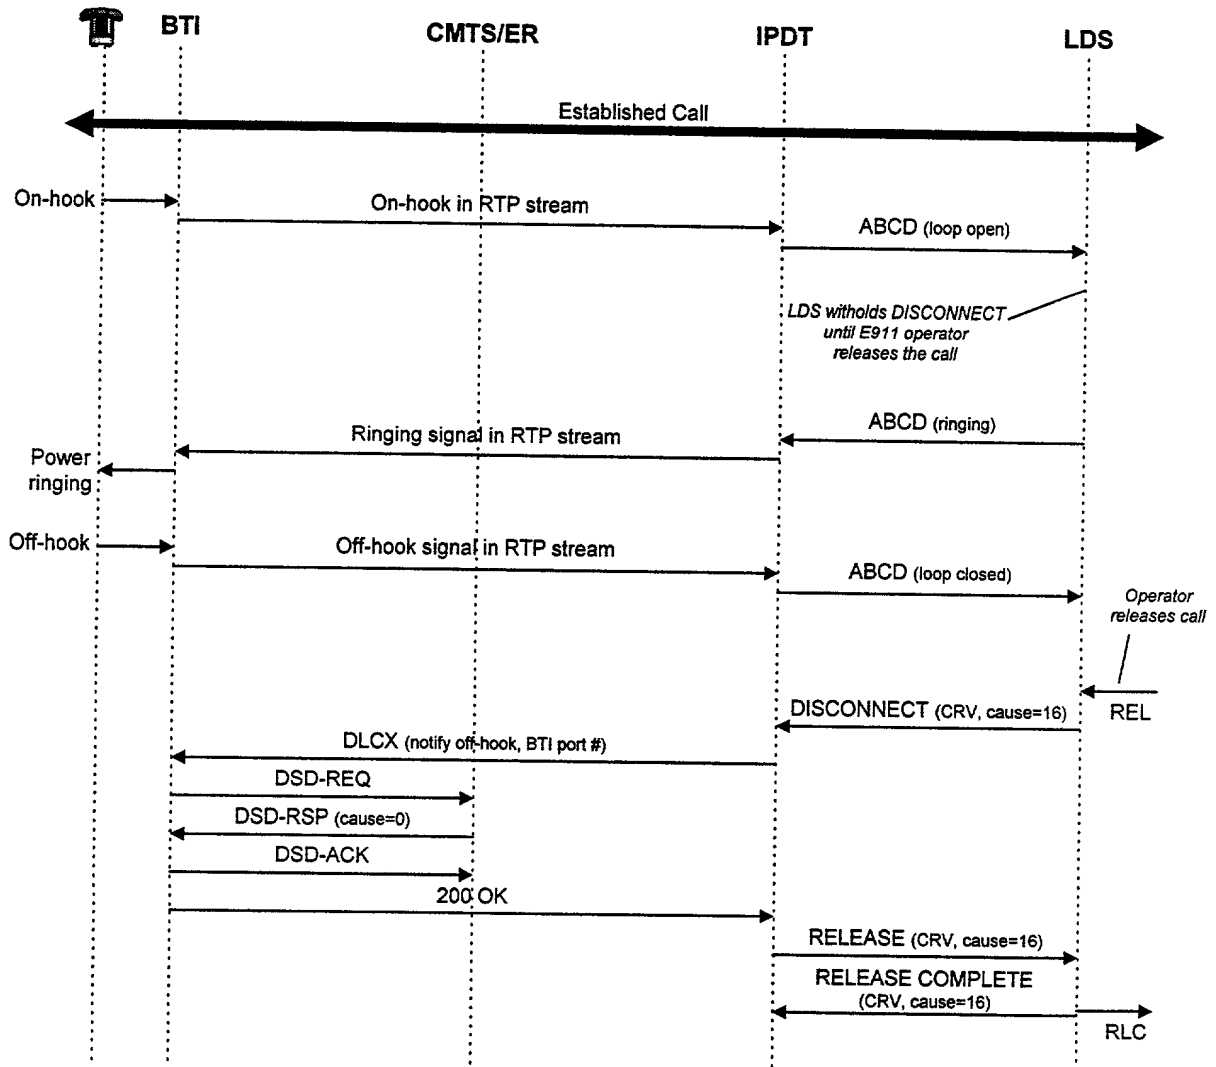 BTI
CMTS/ER
IPDT
LDS
Established Call
On-hook
On-hook in RTP stream
ABCD (loop open)
LDS witholds DISCONNECT
until E911 operator
releases the call
ABCD (ringing)
Ringing signal in RTP stream
Power
ringing
Off-hook
Off-hook signal in RTP stream
ABCD (loop closed)
Operator
releases call
REL
DISCONNECT (CRV, cause=16)
DLCX (notify off-hook, BTI port #)
DSD-REQ
DSD-RSP (cause=0)
DSD-ACK
200 OK
RELEASE (CRV, cause=16)
RELEASE COMPLETE
(CRV, cause=16)
RLC